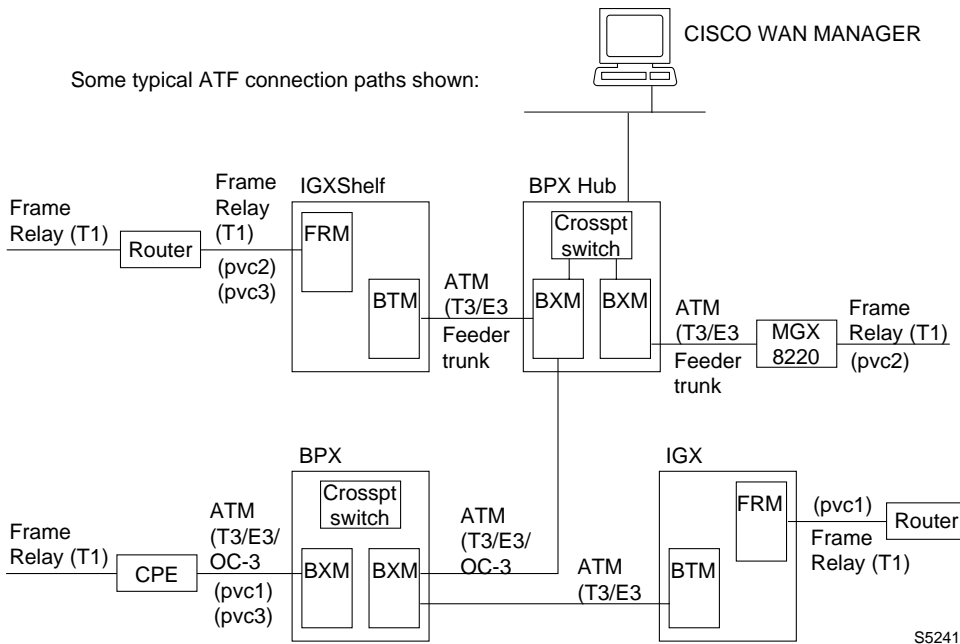 CISCO WAN MANAGER
Some typical ATF connection paths shown:
Frame
Relay (T1)
Router
Frame
Relay
(T1)
(pvc2)
(pvc3)
IGXShelf
FRM
BTM
ATM
(T3/E3
Feeder
trunk
BPX Hub
Crosspt
switch
BXM
BXM
ATM
(T3/E3
Feeder
trunk
MGX
8220
Frame
Relay (T1)
(pvc2)
Frame
Relay (T1)
CPE
ATM
(T3/E3/
OC-3
(pvc1)
(pvc3)
BPX
Crosspt
switch
BXM
BXM
ATM
(T3/E3/
OC-3
ATM
(T3/E3
IGX
FRM
BTM
(pvc1)
Frame
Relay (T1)
Router
S5241